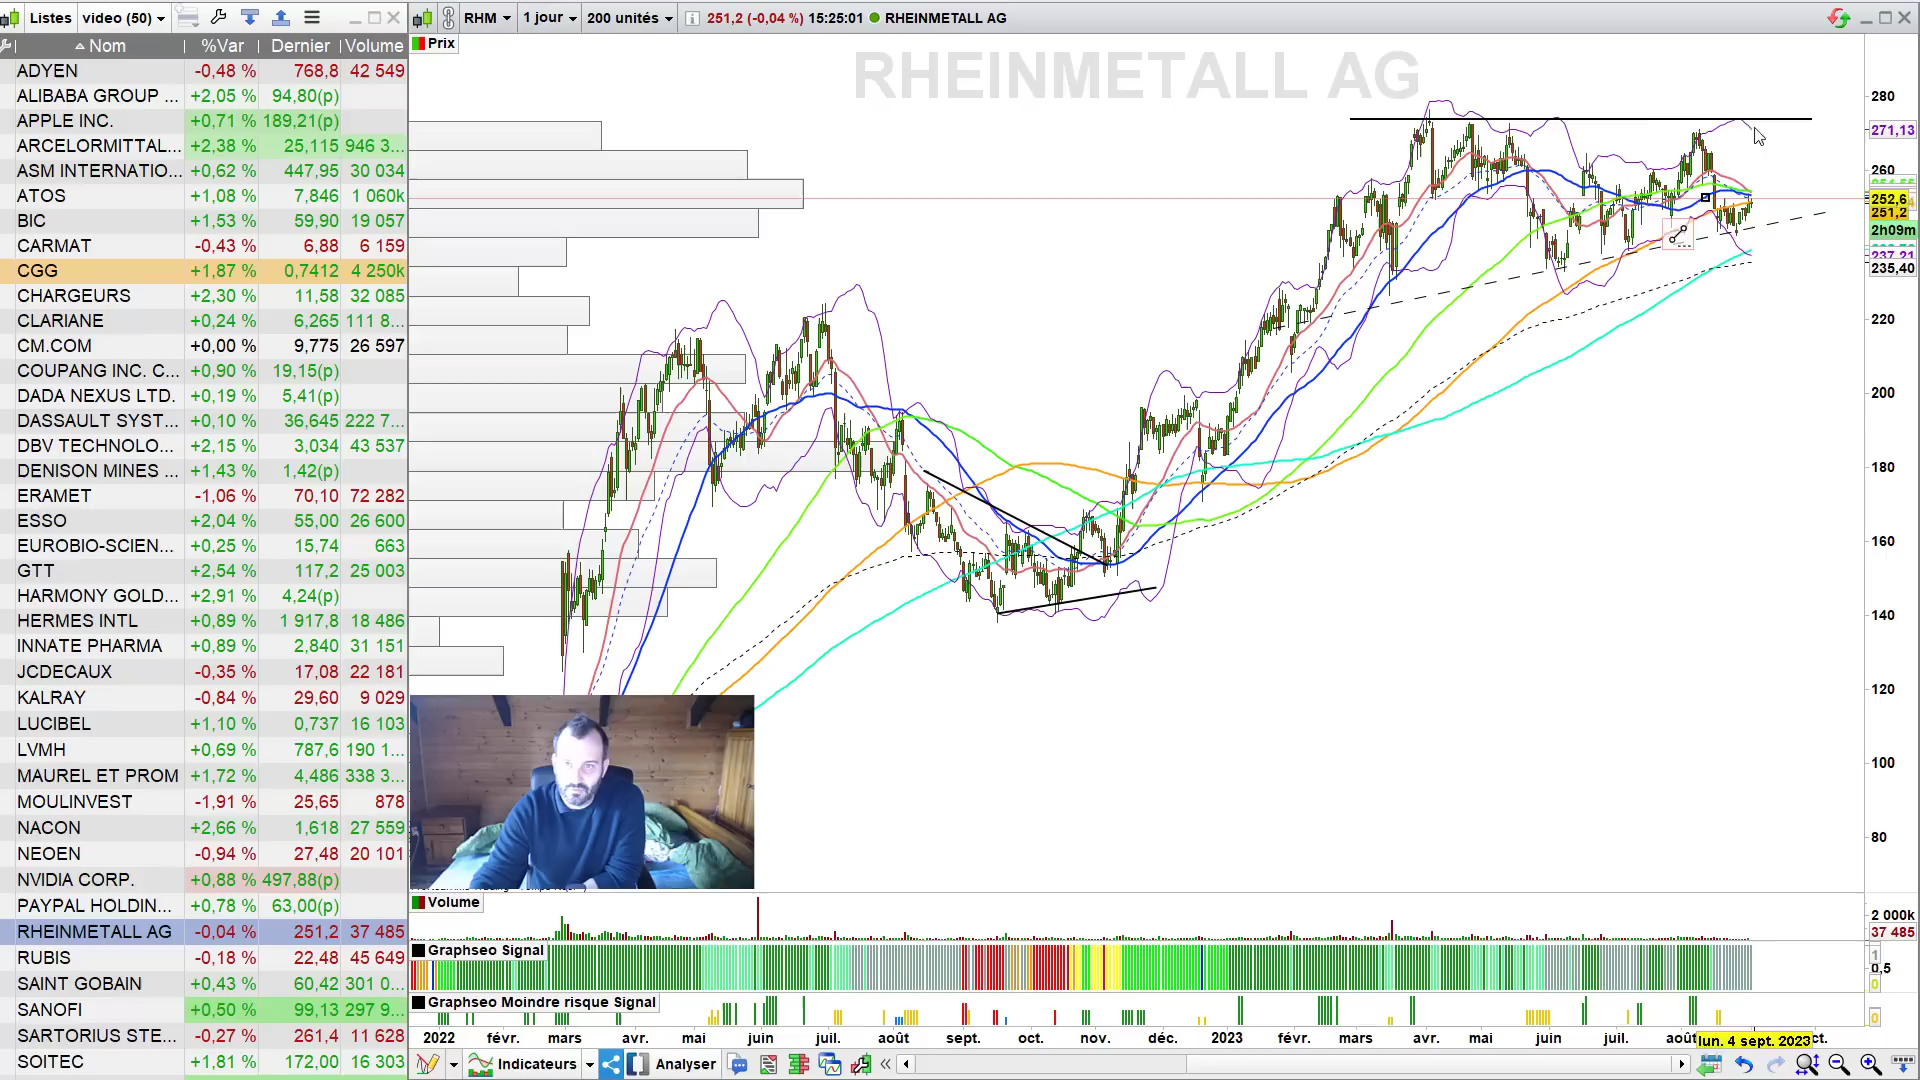 Listes video (50)
Nom %Var Dernier Volume
ADYEN -0,48 % 768,8 42 549
ALIBABA GROUP ... +2,05 % 94,80(p)
APPLE INC. +0,71 % 189,21(p)
ARCELORMITTAL... +2,38 % 25,115 946 3...
ASM INTERNATIO... +0,62 % 447,95 30 034
ATOS +1,08 % 7,846 1 060k
BIC +1,53 % 59,90 19 057
CARMAT -0,43 % 6,88 6 159
CGG +1,87 % 0,7412 4 250k
CHARGEURS +2,30 % 11,58 32 085
CLARIANE +0,24 % 6,265 111 8...
CM.COM +0,00 % 9,775 26 597
COUPANG INC. C... +0,90 % 19,15(p)
DADA NEXUS LTD. +0,19 % 5,41(p)
DASSAULT SYST... +0,10 % 36,645 222 7...
DBV TECHNOLO... +2,15 % 3,034 43 537
DENISON MINES ... +1,43 % 1,42(p)
ERAMET -1,06 % 70,10 72 282
ESSO +2,04 % 55,00 26 600
EUROBIO-SCIEN... +0,25 % 15,74 663
GTT +2,54 % 117,2 25 003
HARMONY GOLD... +2,91 % 4,24(p)
HERMES INTL +0,89 % 1 917,8 18 486
INNATE PHARMA +0,89 % 2,840 31 151
JCDECAUX -0,35 % 17,08 22 181
KALRAY -0,84 % 29,60 9 029
LUCIBEL +1,10 % 0,737 16 103
LVMH +0,69 % 787,6 190 1...
MAUREL ET PROM +1,72 % 4,486 338 3...
MOULINVEST -1,91 % 25,65 878
NACON +2,66 % 1,618 27 559
NEOEN -0,94 % 27,48 20 101
NVIDIA CORP. +0,88 % 497,88(p)
PAYPAL HOLDIN... +0,78 % 63,00(p)
RHEINMETALL AG -0,04 % 251,2 37 485
RUBIS -0,18 % 22,48 45 649
SAINT GOBAIN +0,43 % 60,42 301 0...
SANOFI +0,50 % 99,13 297 9...
SARTORIUS STE... -0,27 % 261,4 11 628
SOITEC +1,81 % 172,00 16 303
RHM 1 jour 200 unités 251,2 (-0,04 %) 15:25:01 RHEINMETALL AG
Prix
RHEINMETALL AG
280
271,13
260
252,6
251,2
2h09m
237,21
235,40
220
200
180
160
140
120
100
80
Volume
2 000k
37 485
Graphseo Signal
1
0,5
0
Graphseo Moindre risque Signal
0
2022 févr. mars avr. mai juin juil. août sept. oct. nov. déc. 2023 févr. mars avr. mai juin juil. août lun. 4 sept. 2023 ct.
Indicateurs Analyser